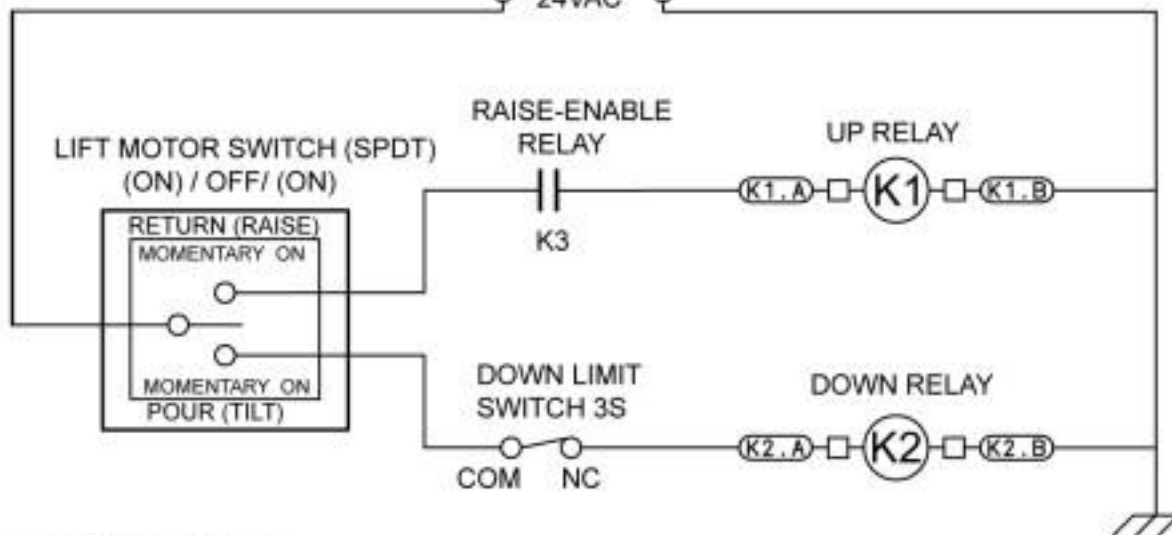 24VAC
RAISE-ENABLE
RELAY
UP RELAY
LIFT MOTOR SWITCH (SPDT)
(ON) / OFF/ (ON)
K1.A
K1
K1.B
RETURN (RAISE)
MOMENTARY ON
K3
MOMENTARY ON
POUR (TILT)
DOWN LIMIT
SWITCH 3S
DOWN RELAY
COM NC
K2.A
K2
K2.B